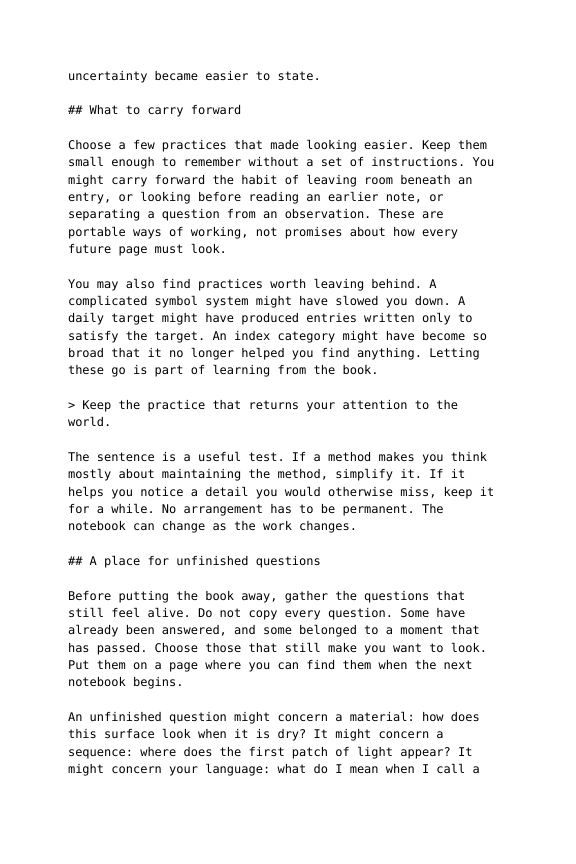 uncertainty became easier to state.
## What to carry forward
Choose a few practices that made looking easier. Keep them
small enough to remember without a set of instructions. You
might carry forward the habit of leaving room beneath an
entry, or looking before reading an earlier note, or
separating a question from an observation. These are
portable ways of working, not promises about how every
future page must look.
You may also find practices worth leaving behind. A
complicated symbol system might have slowed you down. A
daily target might have produced entries written only to
satisfy the target. An index category might have become so
broad that it no longer helped you find anything. Letting
these go is part of learning from the book.
> Keep the practice that returns your attention to the
world.
The sentence is a useful test. If a method makes you think
mostly about maintaining the method, simplify it. If it
helps you notice a detail you would otherwise miss, keep it
for a while. No arrangement has to be permanent. The
notebook can change as the work changes.
## A place for unfinished questions
Before putting the book away, gather the questions that
still feel alive. Do not copy every question. Some have
already been answered, and some belonged to a moment that
has passed. Choose those that still make you want to look.
Put them on a page where you can find them when the next
notebook begins.
An unfinished question might concern a material: how does
this surface look when it is dry? It might concern a
sequence: where does the first patch of light appear? It
might concern your language: what do I mean when I call a